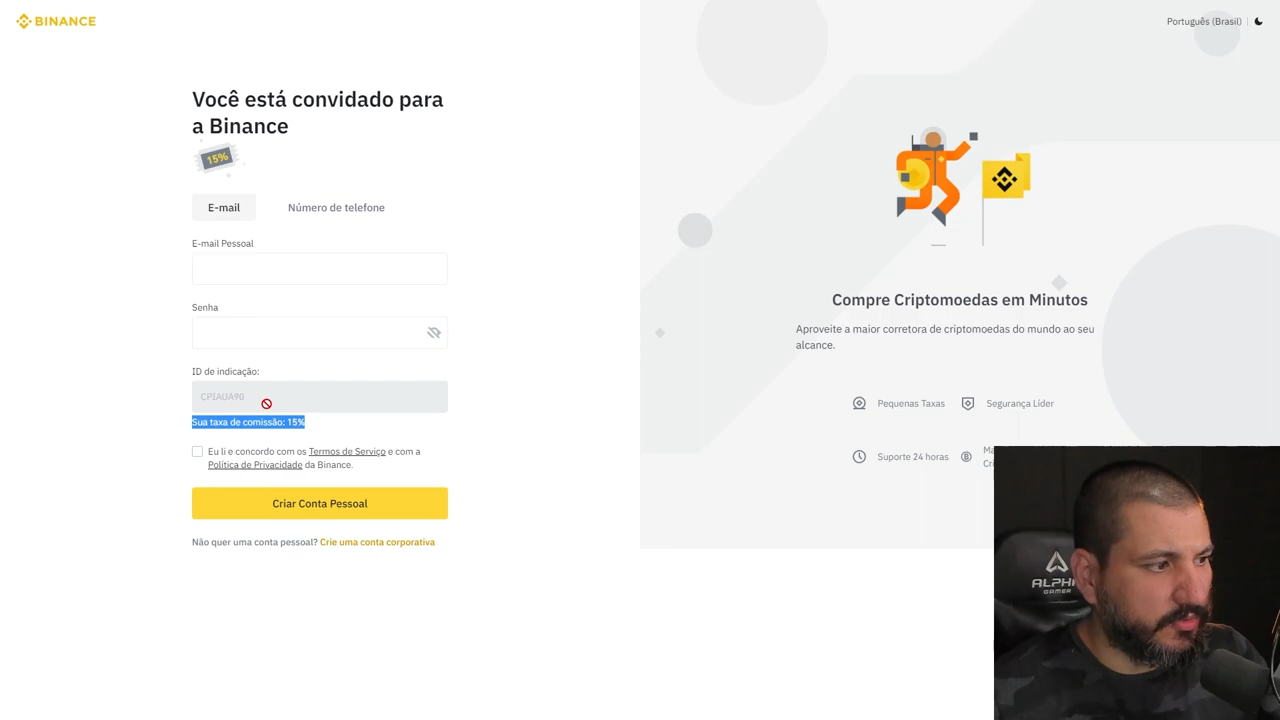 BINANCE
Português (Brasil)
Você está convidado para
a Binance
15%
E-mail
Número de telefone
E-mail Pessoal
Senha
ID de indicação:
CPIAUA90
Sua taxa de comissão: 15%
Eu li e concordo com os Termos de Serviço e com a
Política de Privacidade da Binance.
Criar Conta Pessoal
Não quer uma conta pessoal? Crie uma conta corporativa
Compre Criptomoedas em Minutos
Aproveite a maior corretora de criptomoedas do mundo ao seu
alcance.
Pequenas Taxas
Segurança Líder
Suporte 24 horas
ALPHA
GAMER